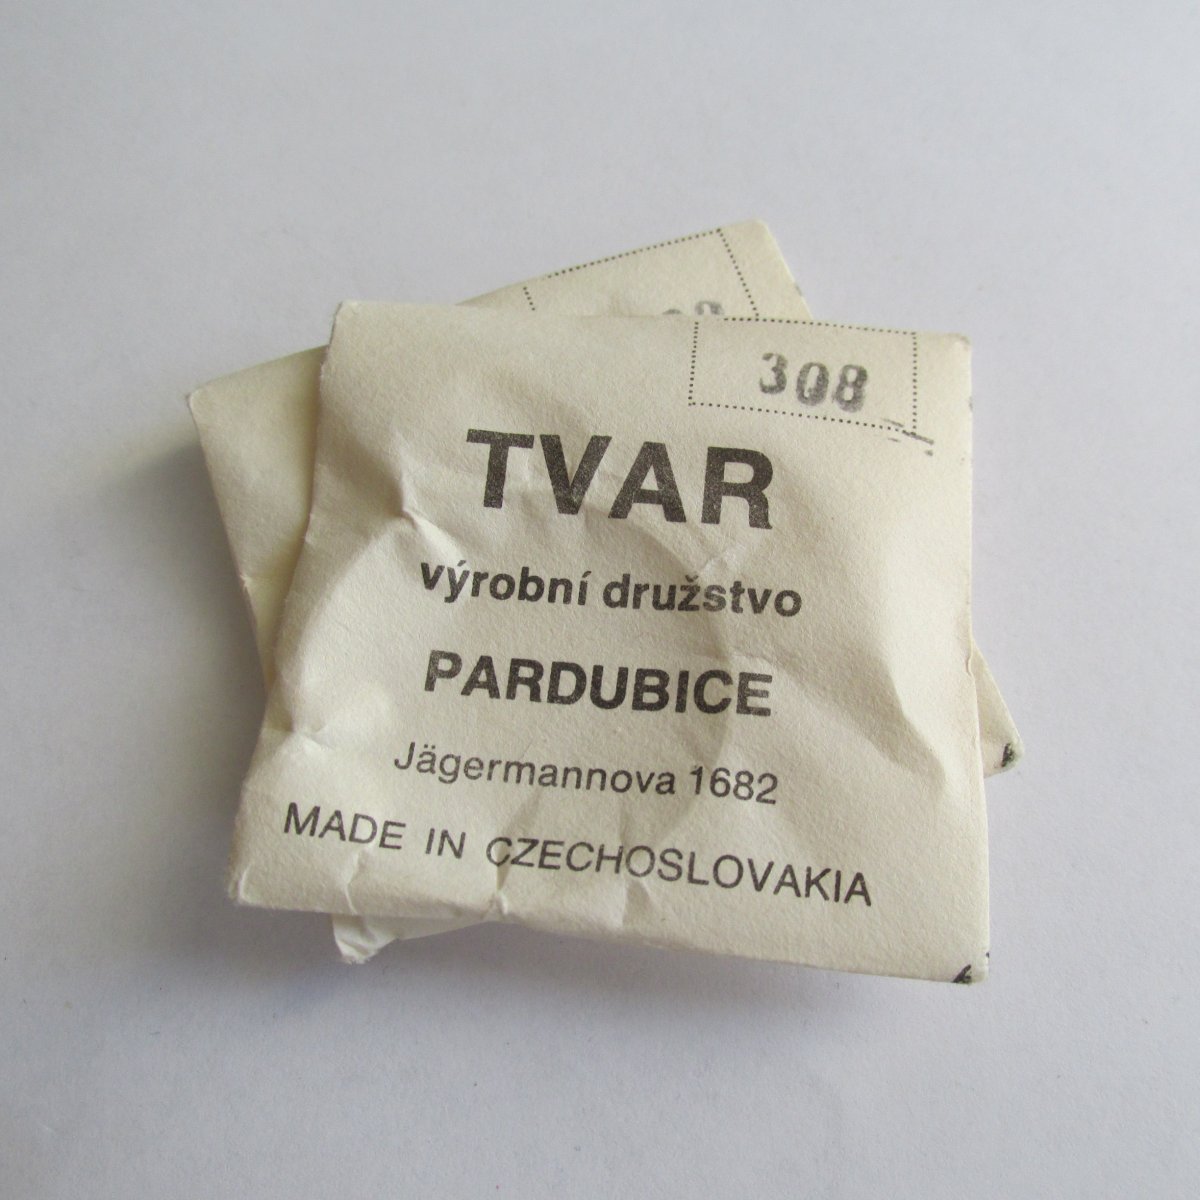 308
TVAR
výrobní družstvo
PARDUBICE
Jägermannova 1682
MADE IN CZECHOSLOVAKIA